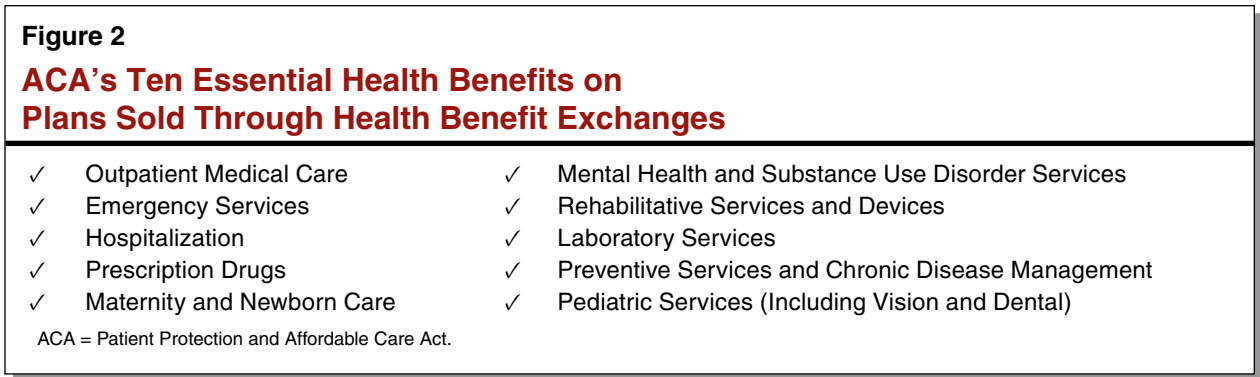 Figure 2
ACA's Ten Essential Health Benefits on
Plans Sold Through Health Benefit Exchanges
✓ Outpatient Medical Care
✓ Emergency Services
✓ Hospitalization
✓ Prescription Drugs
✓ Maternity and Newborn Care
✓ Mental Health and Substance Use Disorder Services
✓ Rehabilitative Services and Devices
✓ Laboratory Services
✓ Preventive Services and Chronic Disease Management
✓ Pediatric Services (Including Vision and Dental)
ACA = Patient Protection and Affordable Care Act.